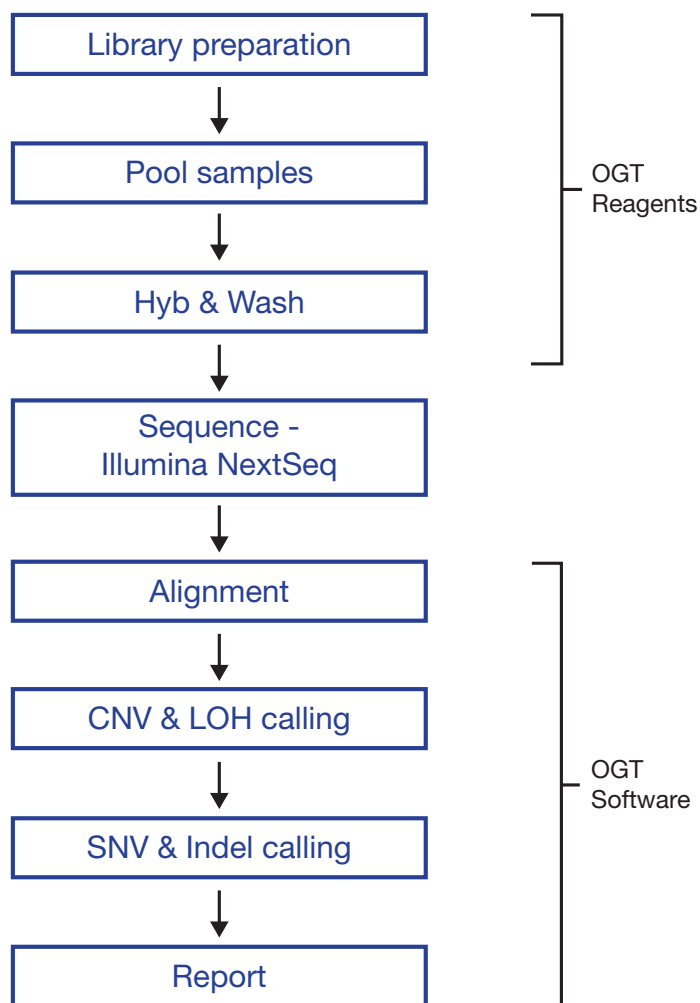 Library preparation
Pool samples
OGT
Reagents
Hyb & Wash
Sequence -
Illumina NextSeq
Alignment
CNV & LOH calling
OGT
Software
SNV & Indel calling
Report